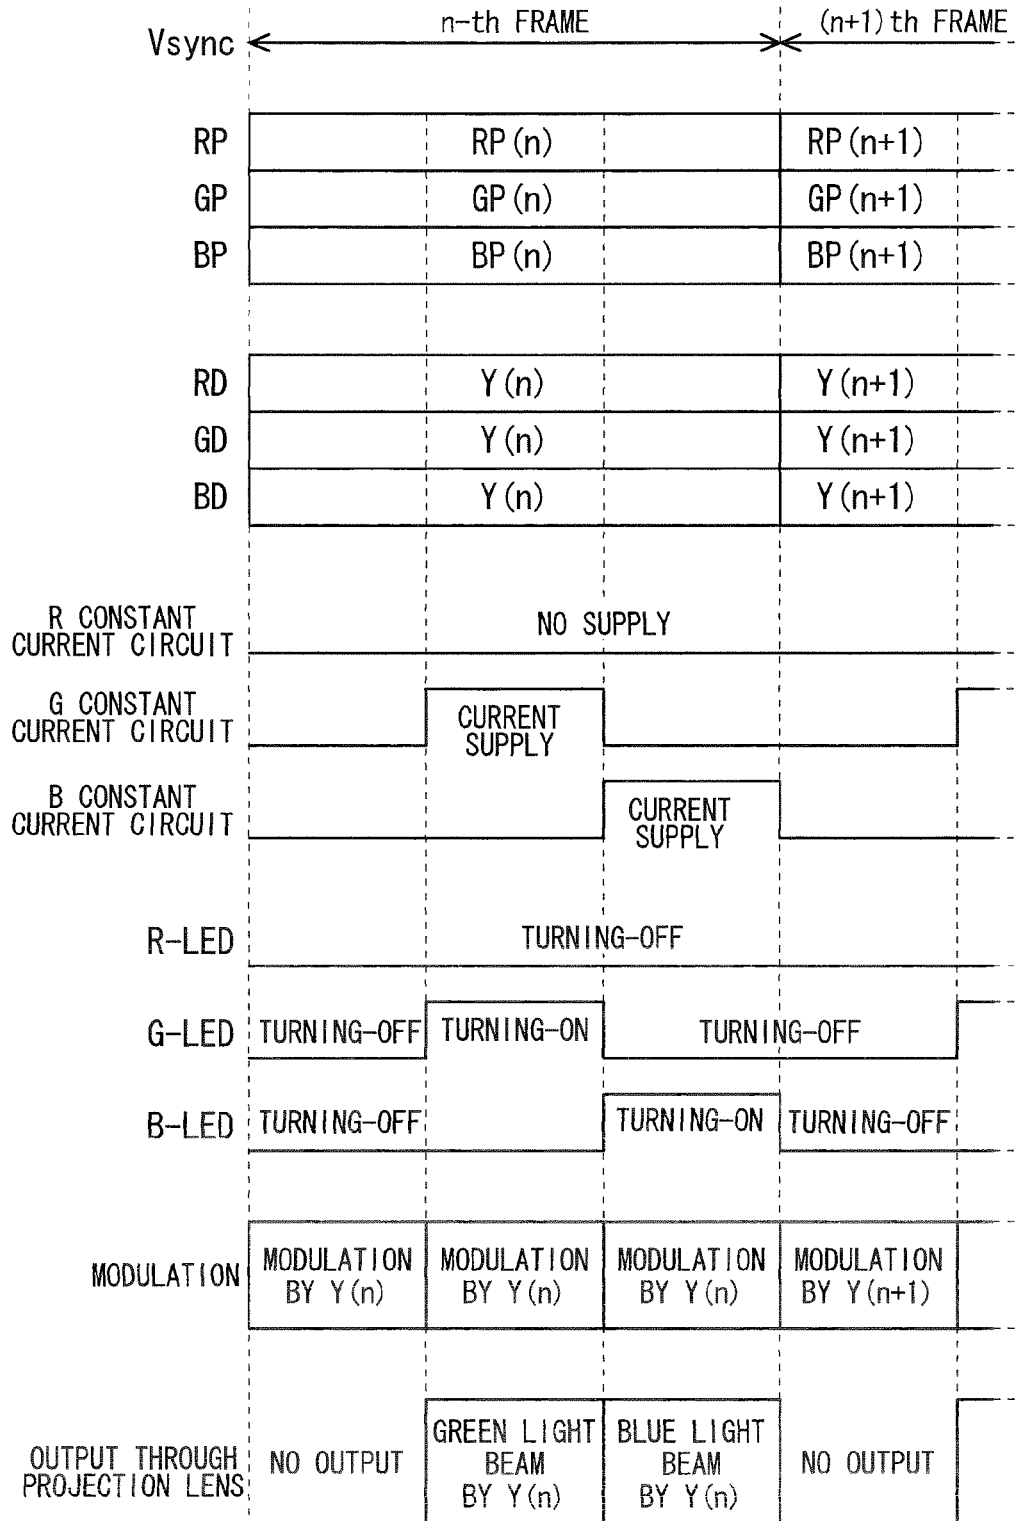 n-th FRAME (n+1)th FRAME
Vsync
RP RP(n) RP(n+1)
GP GP(n) GP(n+1)
BP BP(n) BP(n+1)
RD Y(n) Y(n+1)
GD Y(n) Y(n+1)
BD Y(n) Y(n+1)
R CONSTANT
CURRENT CIRCUIT
NO SUPPLY
G CONSTANT
CURRENT CIRCUIT
CURRENT
SUPPLY
B CONSTANT
CURRENT CIRCUIT
CURRENT
SUPPLY
R-LED TURNING-OFF
G-LED TURNING-OFF TURNING-ON TURNING-OFF
B-LED TURNING-OFF TURNING-ON TURNING-OFF
MODULATION
MODULATION
BY Y(n)
MODULATION
BY Y(n)
MODULATION
BY Y(n)
MODULATION
BY Y(n+1)
OUTPUT THROUGH
PROJECTION LENS
NO OUTPUT
GREEN LIGHT
BEAM
BY Y(n)
BLUE LIGHT
BEAM
BY Y(n)
NO OUTPUT